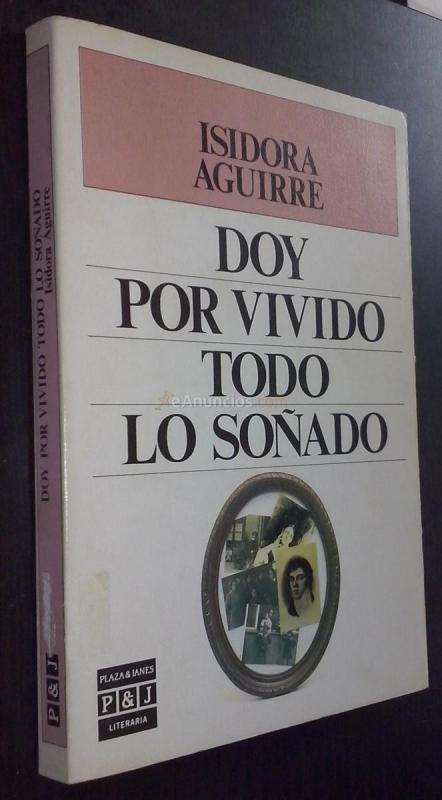 ISIDORA
AGUIRRE
DOY
POR VIVIDO
TODO
LO SOÑADO
eAnuncios.com
PLAZA & JANES
P & J
LITERARIA
DOY POR VIVIDO TODO LO SOÑADO
Isidora Aguirre
P & J